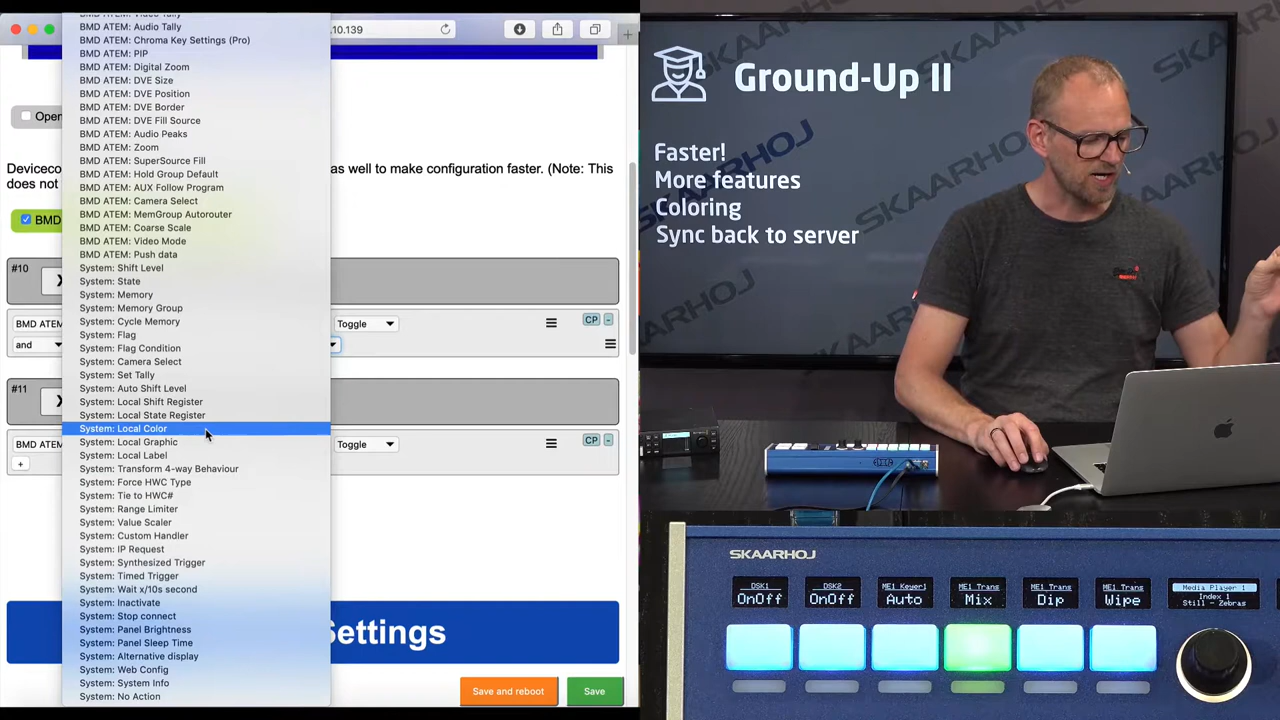 .10.139
BMD ATEM: Video Tally
BMD ATEM: Audio Tally
BMD ATEM: Chroma Key Settings (Pro)
BMD ATEM: PIP
BMD ATEM: Digital Zoom
BMD ATEM: DVE Size
BMD ATEM: DVE Position
BMD ATEM: DVE Border
BMD ATEM: DVE Fill Source
BMD ATEM: Audio Peaks
BMD ATEM: Zoom
BMD ATEM: SuperSource Fill
BMD ATEM: Hold Group Default
BMD ATEM: AUX Follow Program
BMD ATEM: Camera Select
BMD ATEM: MemGroup Autorouter
BMD ATEM: Coarse Scale
BMD ATEM: Video Mode
BMD ATEM: Push data
System: Shift Level
System: State
System: Memory
System: Memory Group
System: Cycle Memory
System: Flag
System: Flag Condition
System: Camera Select
System: Set Tally
System: Auto Shift Level
System: Local Shift Register
System: Local State Register
System: Local Color
System: Local Graphic
System: Local Label
System: Transform 4-way Behaviour
System: Force HWC Type
System: Tie to HWC#
System: Range Limiter
System: Value Scaler
System: Custom Handler
System: IP Request
System: Synthesized Trigger
System: Timed Trigger
System: Wait x/10s second
System: Inactivate
System: Stop connect
System: Panel Brightness
System: Panel Sleep Time
System: Alternative display
System: Web Config
System: System Info
System: No Action
Open
Deviceco
as well to make configuration faster. (Note: This
does not
BMD
#10
BMD ATEM
Toggle
CP -
and
#11
BMD ATEM
Toggle
CP -
+
Settings
Save and reboot
Save
Ground-Up II
Faster!
More features
Coloring
Sync back to server
SKAARHOJ
SKAARHOJ
SKAARHOJ
SKAARHOJ
DSK1
OnOff
DSK2
OnOff
ME1 Keyer1
Auto
ME1 Trans
Mix
ME1 Trans
Dip
ME1 Trans
Wipe
Media Player 1
Index 1
Still - Zebras